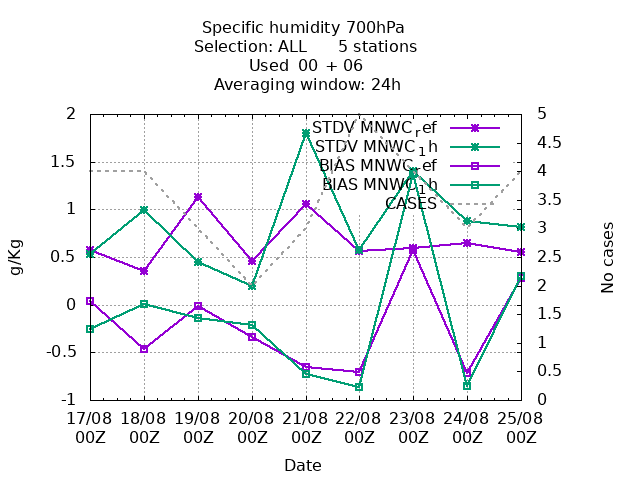 Specific humidity 700hPa
Selection: ALL 5 stations
Used 00 + 06
Averaging window: 24h
STDV MNWC_ref
STDV MNWC_1h
BIAS MNWC_ref
BIAS MNWC_1h
CASES
2
1.5
1
0.5
0
-0.5
-1
g/Kg
5
4.5
4
3.5
3
2.5
2
1.5
1
0.5
0
No cases
17/08 18/08 19/08 20/08 21/08 22/08 23/08 24/08 25/08
00Z 00Z 00Z 00Z 00Z 00Z 00Z 00Z 00Z
Date